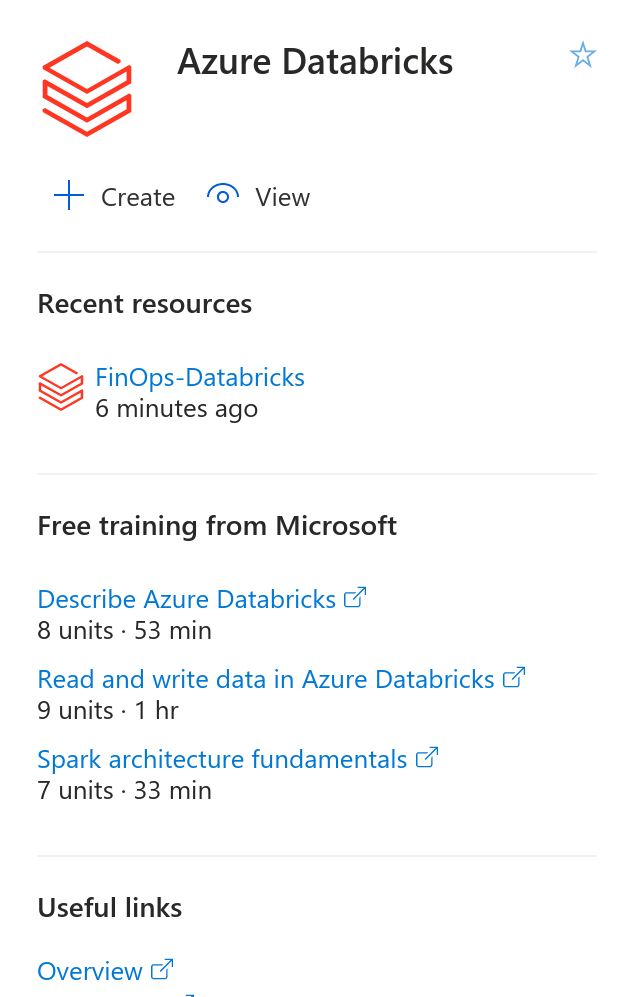 Azure Databricks
Create View
Recent resources
FinOps-Databricks
6 minutes ago
Free training from Microsoft
Describe Azure Databricks
8 units · 53 min
Read and write data in Azure Databricks
9 units · 1 hr
Spark architecture fundamentals
7 units · 33 min
Useful links
Overview